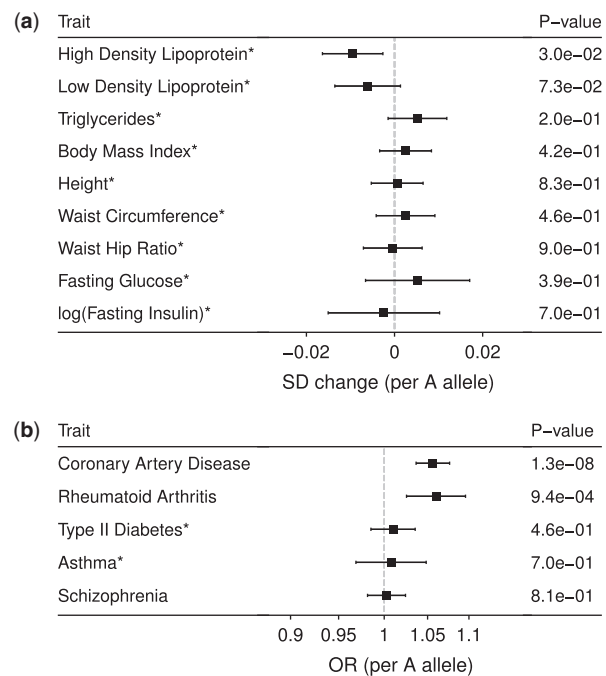 (a) Trait P−value
High Density Lipoprotein* 3.0e−02
Low Density Lipoprotein* 7.3e−02
Triglycerides* 2.0e−01
Body Mass Index* 4.2e−01
Height* 8.3e−01
Waist Circumference* 4.6e−01
Waist Hip Ratio* 9.0e−01
Fasting Glucose* 3.9e−01
log(Fasting Insulin)* 7.0e−01
−0.02 0 0.02
SD change (per A allele)
(b) Trait P−value
Coronary Artery Disease 1.3e−08
Rheumatoid Arthritis 9.4e−04
Type II Diabetes* 4.6e−01
Asthma* 7.0e−01
Schizophrenia 8.1e−01
0.9 0.95 1 1.05 1.1
OR (per A allele)